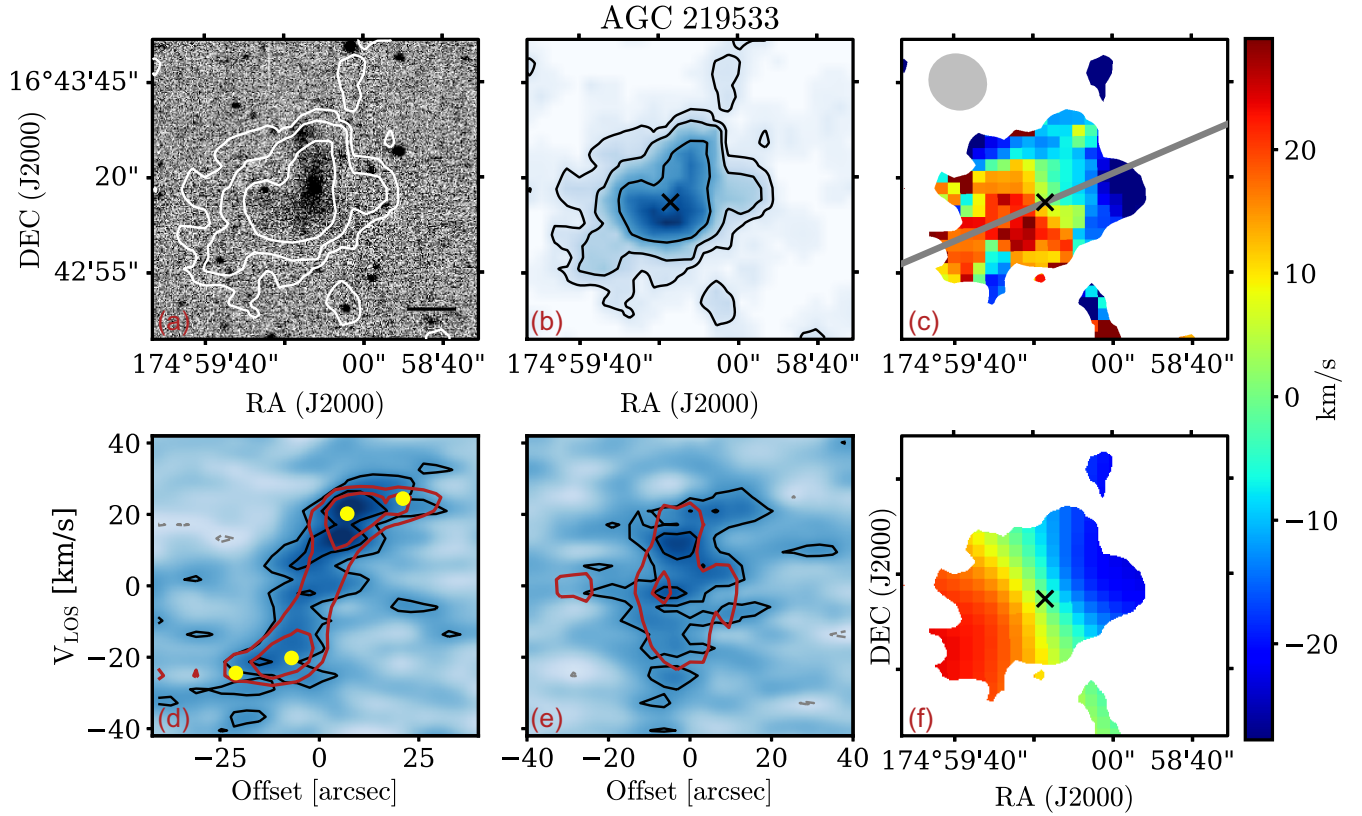 AGC 219533
16°43'45"
20"
42'55"
DEC (J2000)
(a)
(b)
(c)
174°59'40" 00" 58'40"
174°59'40" 00" 58'40"
174°59'40" 00" 58'40"
RA (J2000)
RA (J2000)
20
10
0
−10
−20
km/s
40
20
0
−20
−40
V_LOS [km/s]
(d)
(e)
(f)
DEC (J2000)
−25 0 25
−40 −20 0 20 40
174°59'40" 00" 58'40"
Offset [arcsec]
Offset [arcsec]
RA (J2000)